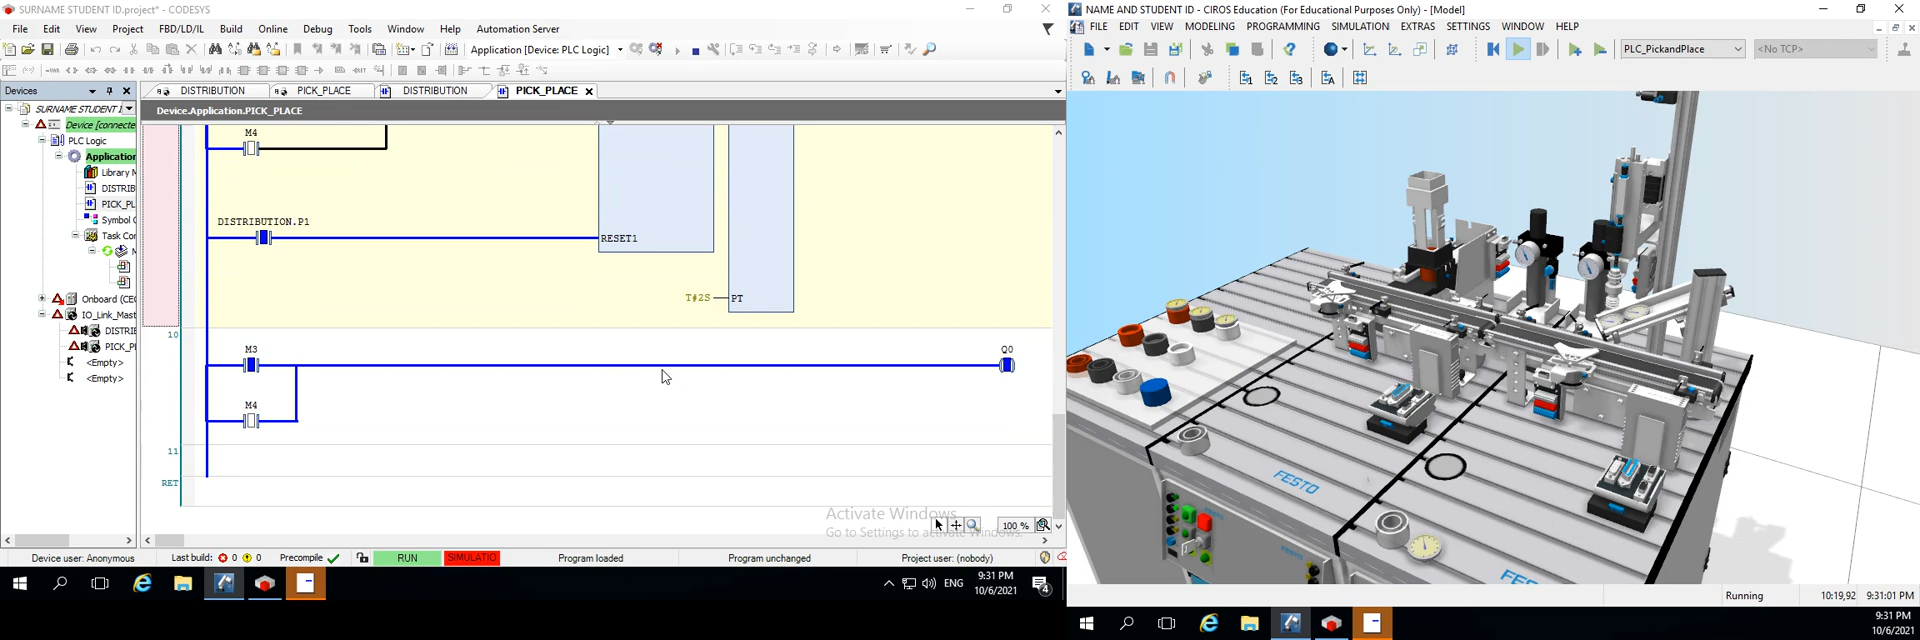 SURNAME STUDENT ID.project* - CODESYS
File Edit View Project FBD/LD/IL Build Online Debug Tools Window Help Automation Server
Application [Device: PLC Logic]
Devices
DISTRIBUTION PICK_PLACE DISTRIBUTION PICK_PLACE
Device.Application.PICK_PLACE
SURNAME STUDENT I
Device [connecte
PLC Logic
Application
Library M
DISTRIB
PICK_PL
Symbol C
Task Con
M
Onboard (CEC
IO_Link_Mast
DISTRIE
PICK_PL
<Empty>
<Empty>
M4
DISTRIBUTION.P1
RESET1
T#2S PT
10
M3 Q0
M4
11
RET
Activate Windows
Go to Settings to activate Windows.
100 %
Device user: Anonymous Last build: 0 0 Precompile RUN SIMULATIO Program loaded Program unchanged Project user: (nobody)
ENG
9:31 PM
10/6/2021
4
NAME AND STUDENT ID - CIROS Education (For Educational Purposes Only) - [Model]
FILE EDIT VIEW MODELING PROGRAMMING SIMULATION EXTRAS SETTINGS WINDOW HELP
PLC_PickandPlace <No TCP>
FESTO
FESTO
Running 10:19,92 9:31:01 PM
9:31 PM
10/6/2021